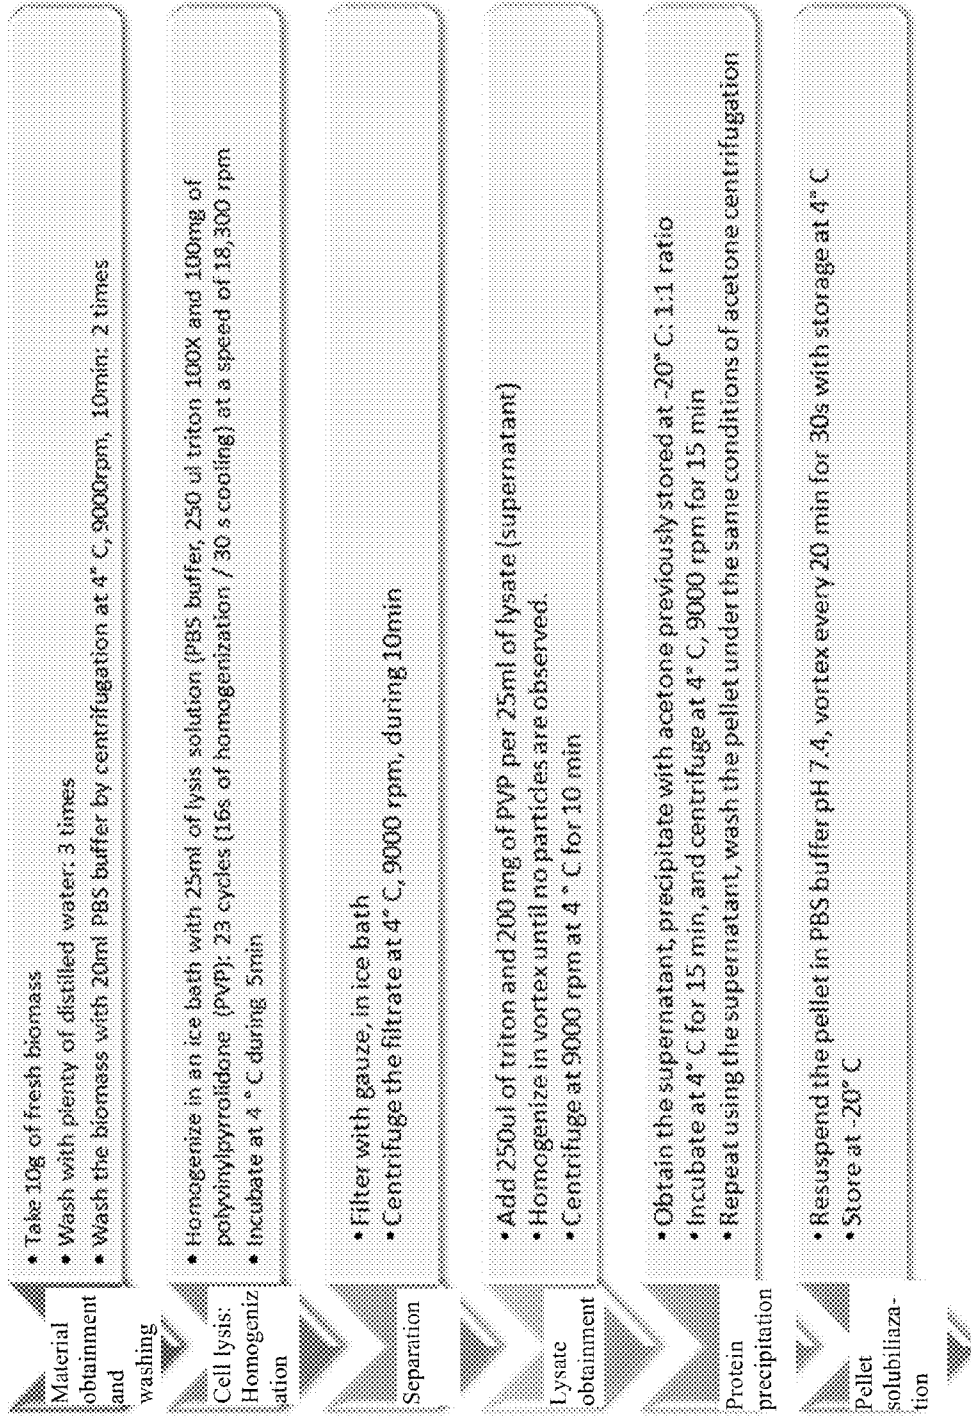 Material
obtainment
and
washing
• Take 10g of fresh biomass
• Wash with plenty of distilled water: 3 times
• Wash the biomass with 20ml PBS buffer by centrifugation at 4° C, 9000rpm, 10min: 2 times
Cell lysis:
Homogeniz
ation
• Homogenize in an ice bath with 25ml of lysis solution (PBS buffer, 250 ul triton 100X and 100mg of
polyvinylpyrrolidone (PVP): 23 cycles (16s of homogenization / 30 s cooling) at a speed of 18,300 rpm
• Incubate at 4 ° C during 5min
Separation
• Filter with gauze, in ice bath
• Centrifuge the filtrate at 4° C, 9000 rpm, during 10min
Lysate
obtainment
• Add 250ul of triton and 200 mg of PVP per 25ml of lysate (supernatant)
• Homogenize in vortex until no particles are observed.
• Centrifuge at 9000 rpm at 4 ° C for 10 min
Protein
precipitation
• Obtain the supernatant, precipitate with acetone previously stored at -20° C: 1:1 ratio
• Incubate at 4° C for 15 min, and centrifuge at 4° C, 9000 rpm for 15 min
• Repeat using the supernatant, wash the pellet under the same conditions of acetone centrifugation
Pellet
solubiliaza-
tion
• Resuspend the pellet in PBS buffer pH 7.4, vortex every 20 min for 30s with storage at 4° C
• Store at -20° C